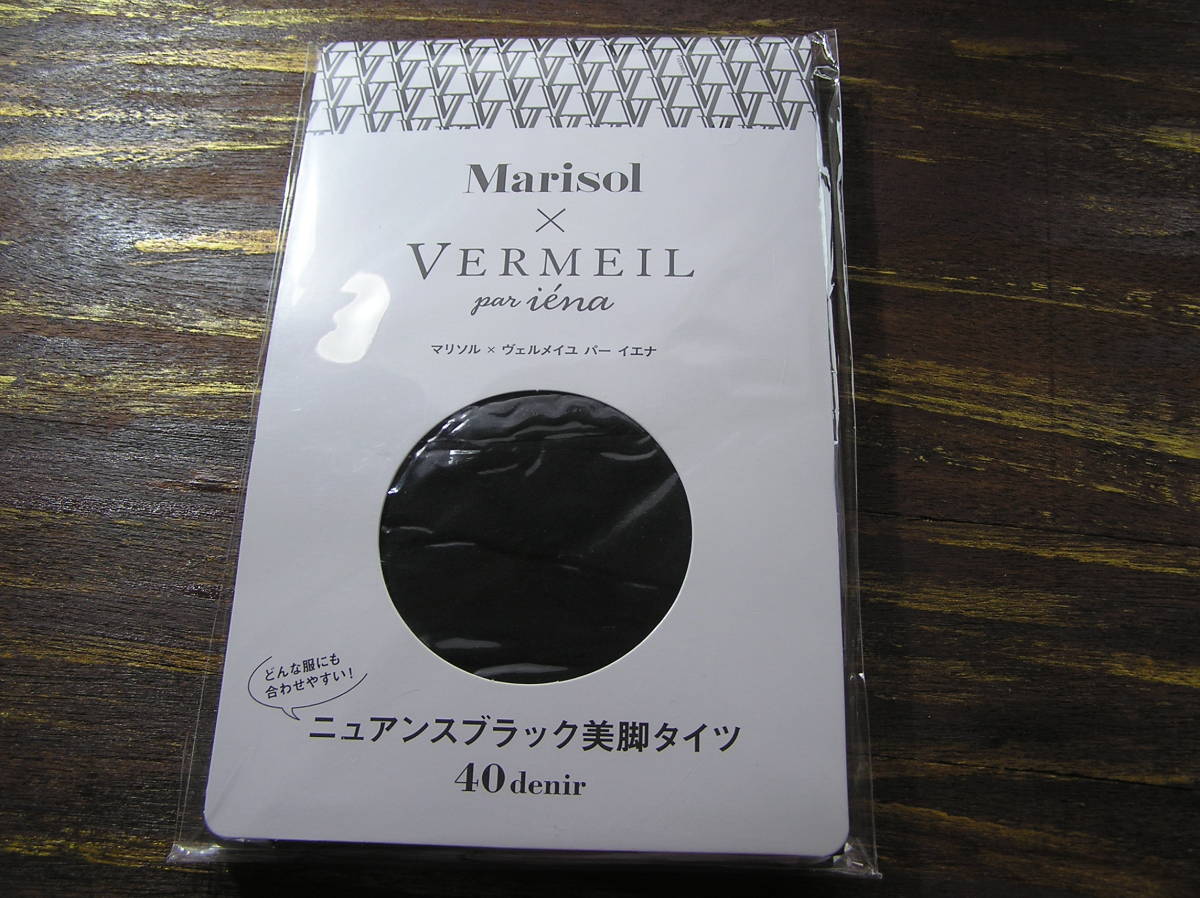 Marisol
×
VERMEIL
par iéna
マリソル × ヴェルメイユ パー イエナ
どんな服にも
合わせやすい!
ニュアンスブラック美脚タイツ
40 denir